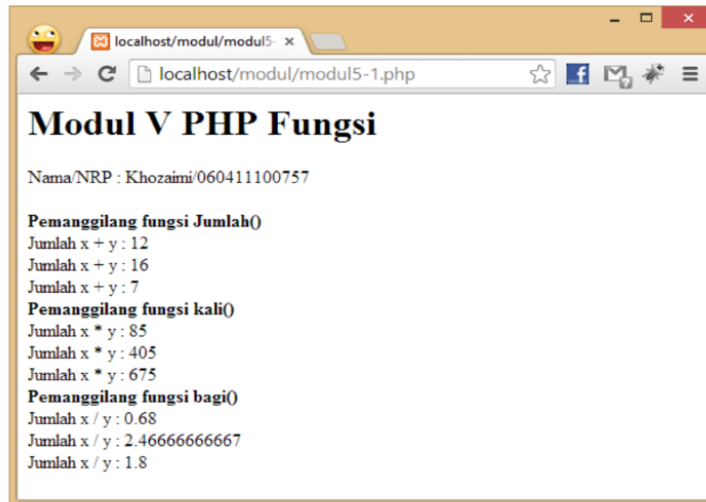 localhost/modul/modul5-
localhost/modul/modul5-1.php
Modul V PHP Fungsi
Nama/NRP : Khozaimi/060411100757
Pemanggilang fungsi Jumlah()
Jumlah x + y : 12
Jumlah x + y : 16
Jumlah x + y : 7
Pemanggilang fungsi kali()
Jumlah x * y : 85
Jumlah x * y : 405
Jumlah x * y : 675
Pemanggilang fungsi bagi()
Jumlah x / y : 0.68
Jumlah x / y : 2.46666666667
Jumlah x / y : 1.8